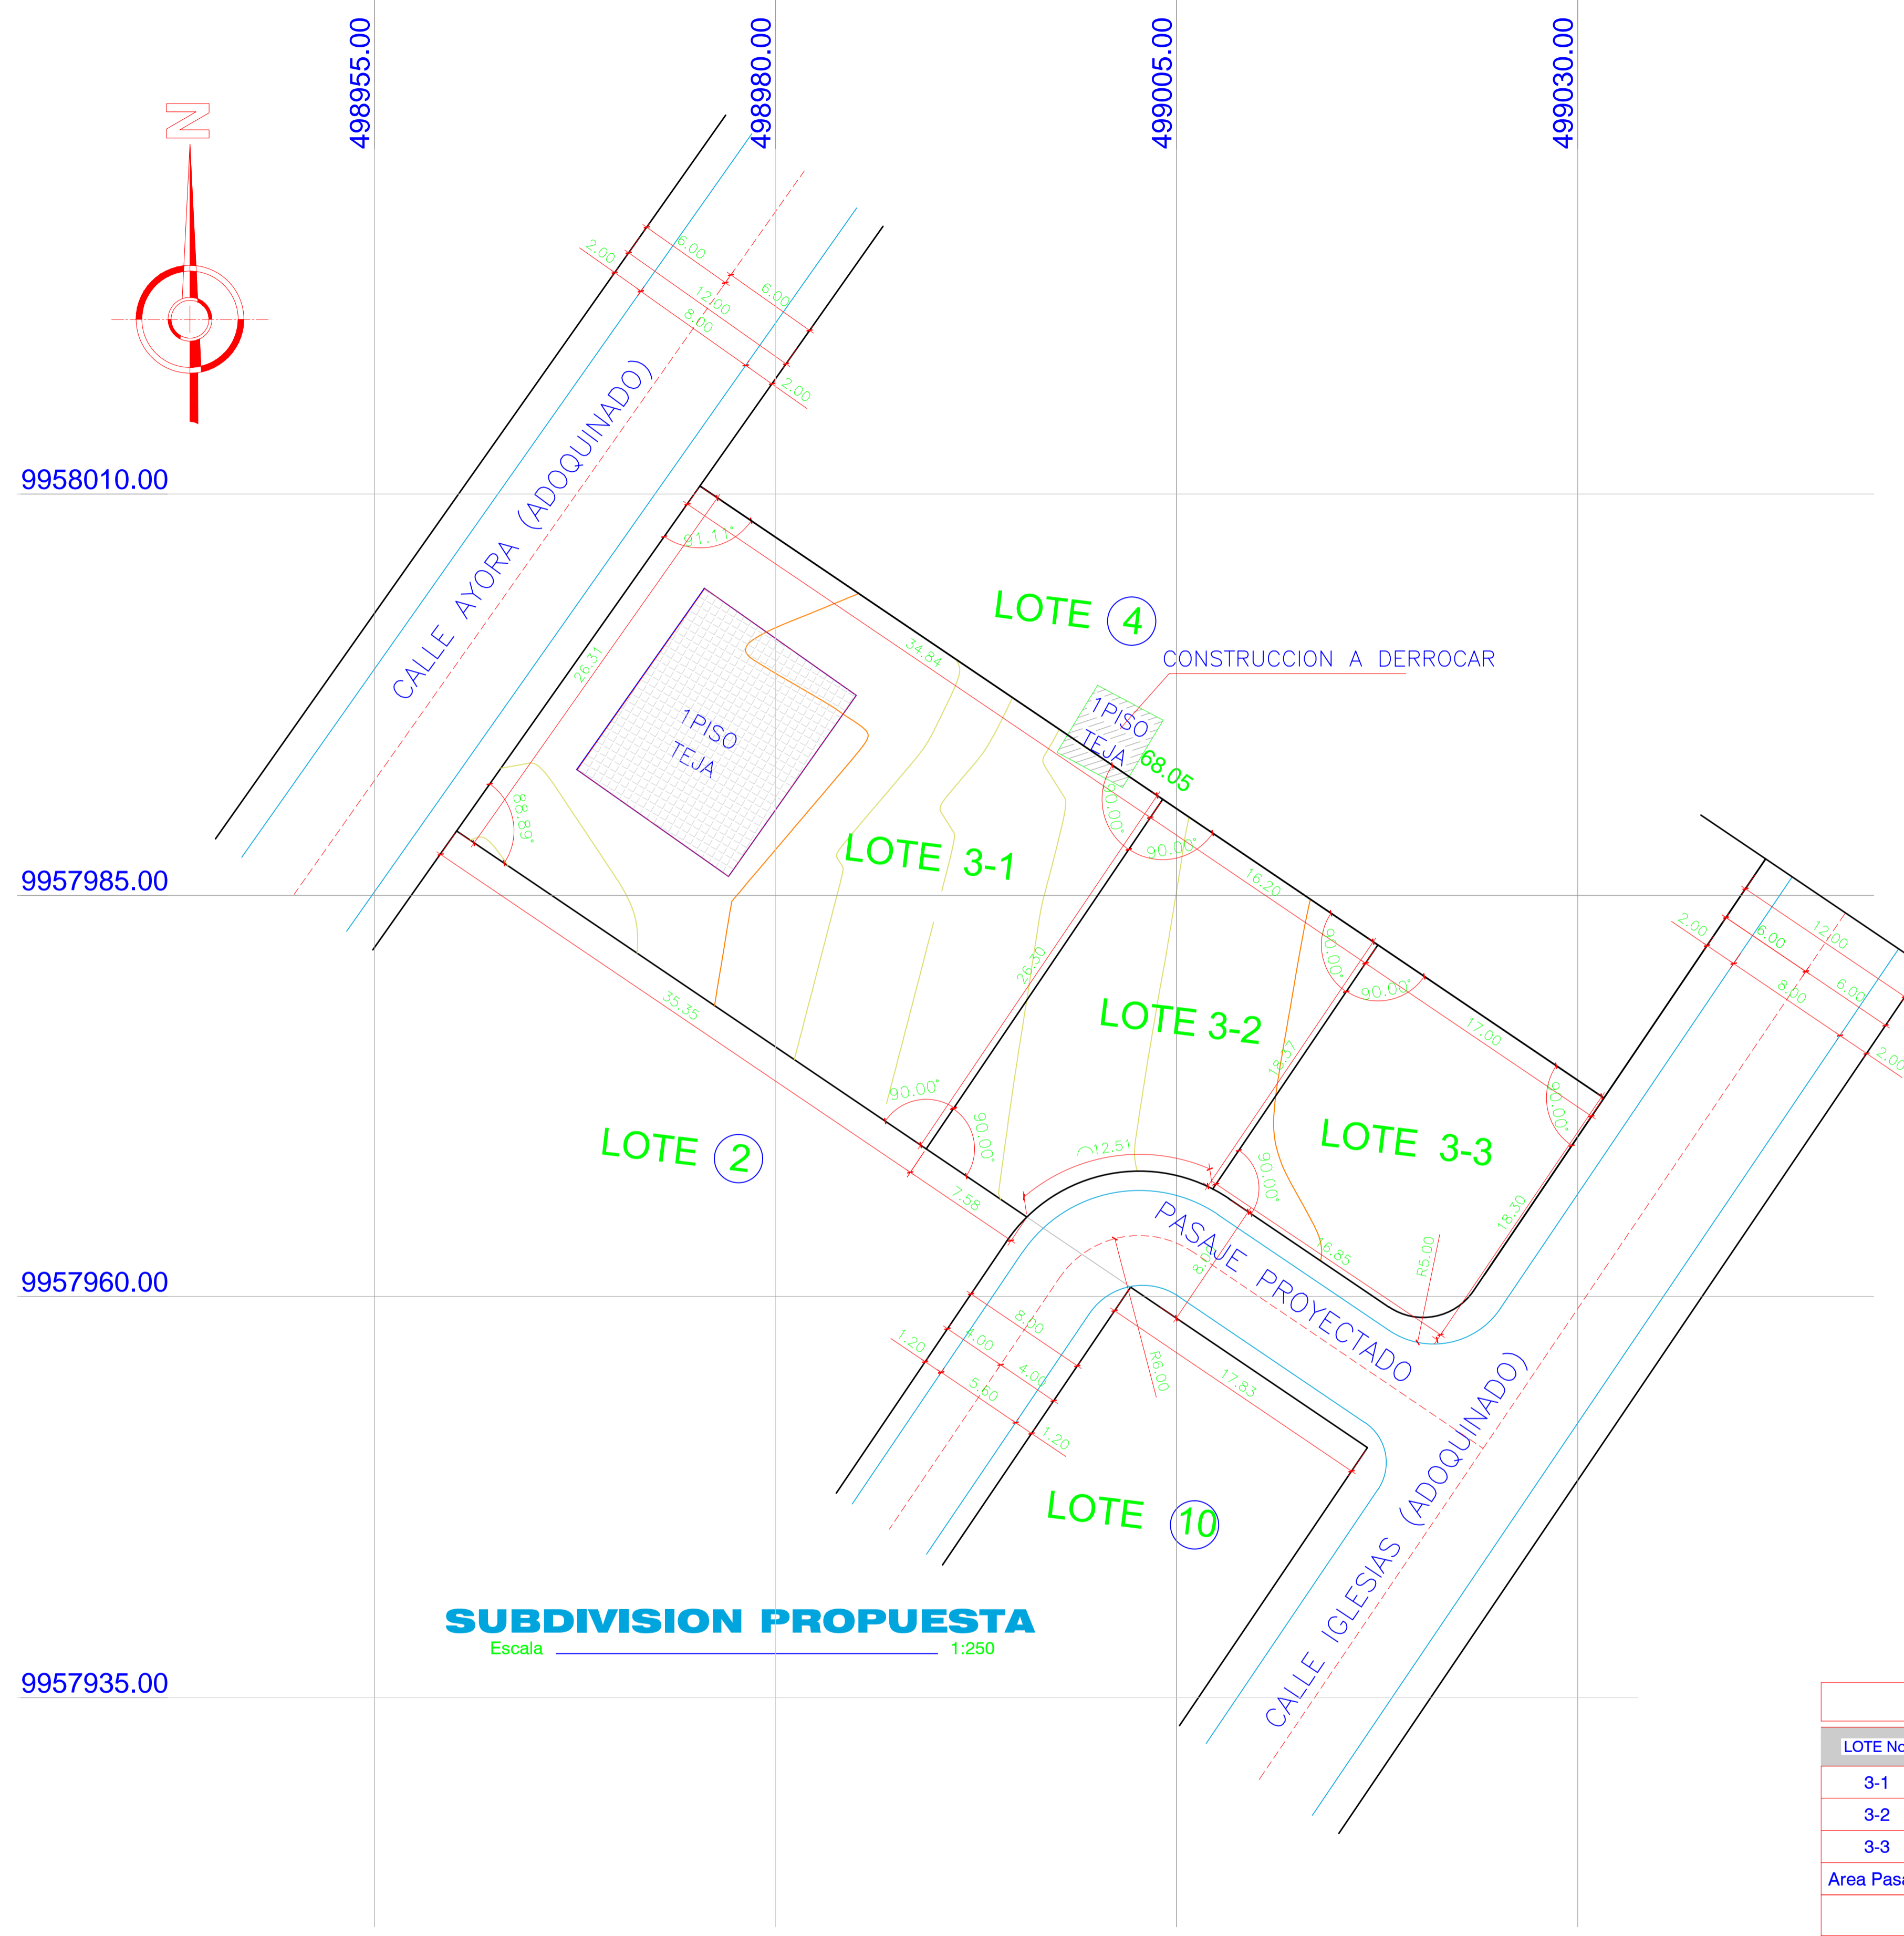 498955.00
498980.00
499005.00
499030.00
N
2.00
6.00
12.00
6.00
8.00
2.00
CALLE AYORA (ADOQUINADO)
9958010.00
91.11°
LOTE 4
CONSTRUCCION A DERROCAR
34.84
26.31
1PISO
TEJA
1PISO
TEJA
68.05
88.89°
90.00°
90.00°
LOTE 3-1
9957985.00
16.20
90.00°
90.00°
2.00
6.00
12.00
8.00
6.00
2.00
26.30
35.35
LOTE 3-2
17.00
18.37
90.00°
90.00°
90.00°
LOTE 3-3
LOTE 2
12.51
90.00°
7.58
PASAJE PROYECTADO
18.30
16.85
R5.00
9957960.00
8.00
1.20
4.00
4.00
5.60
1.20
R6.00
17.83
LOTE 10
CALLE IGLESIAS (ADOQUINADO)
SUBDIVISION PROPUESTA
Escala 1:250
9957935.00
LOTE No
3-1
3-2
3-3
Area Pasa